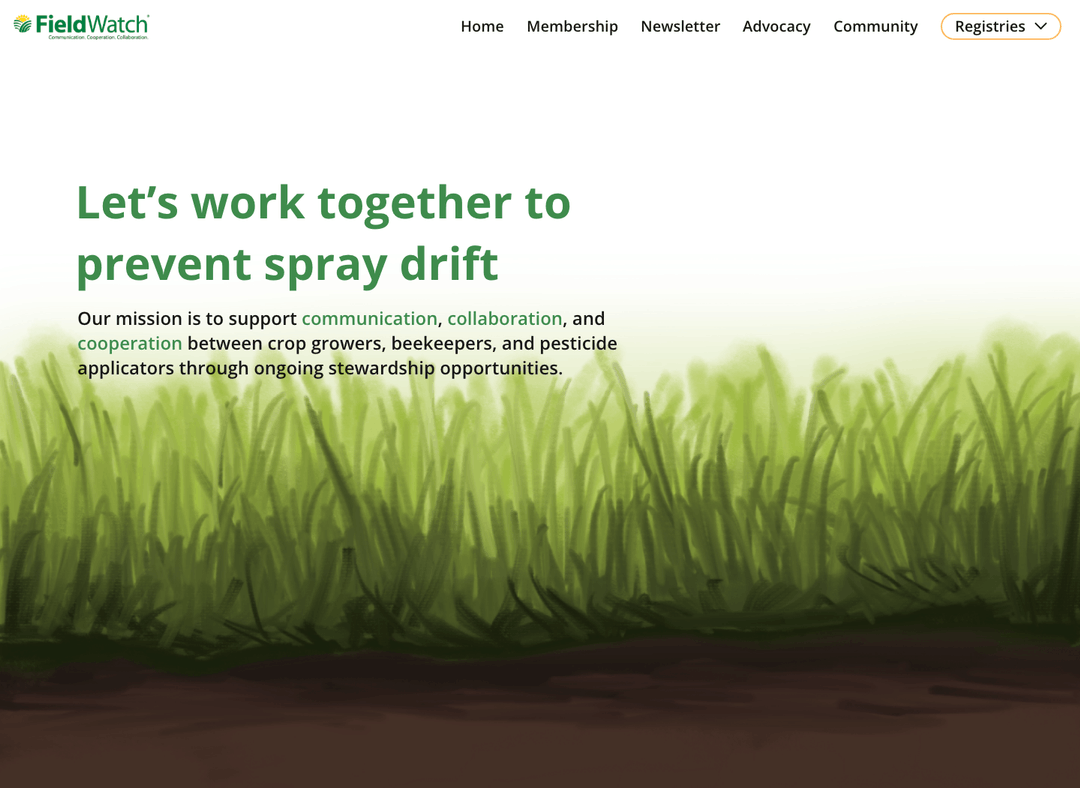 FieldWatch®
Communication. Cooperation. Collaboration.
Home Membership Newsletter Advocacy Community Registries
Let’s work together to
prevent spray drift
Our mission is to support communication, collaboration, and
cooperation between crop growers, beekeepers, and pesticide
applicators through ongoing stewardship opportunities.